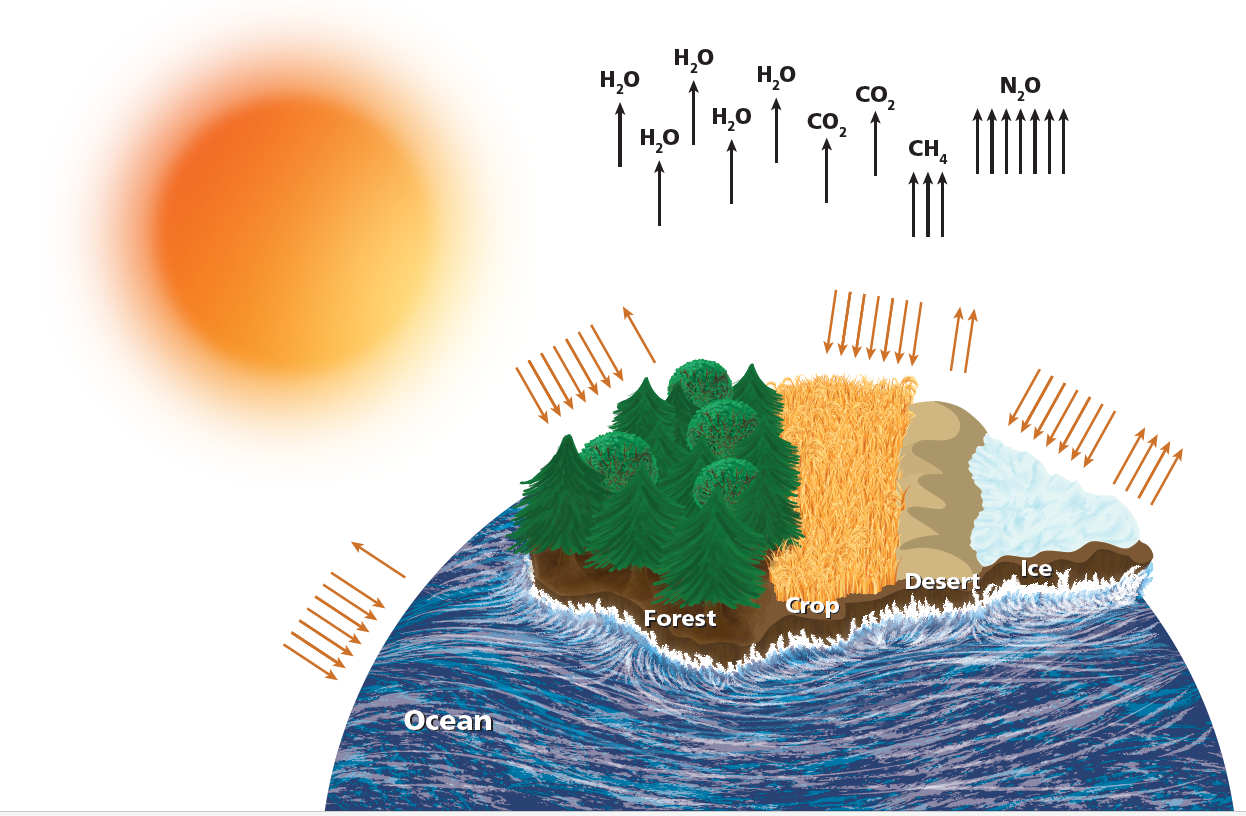 H₂O
H₂O
H₂O
H₂O
H₂O
CO₂
CO₂
CH₄
N₂O
Forest
Crop
Desert
Ice
Ocean